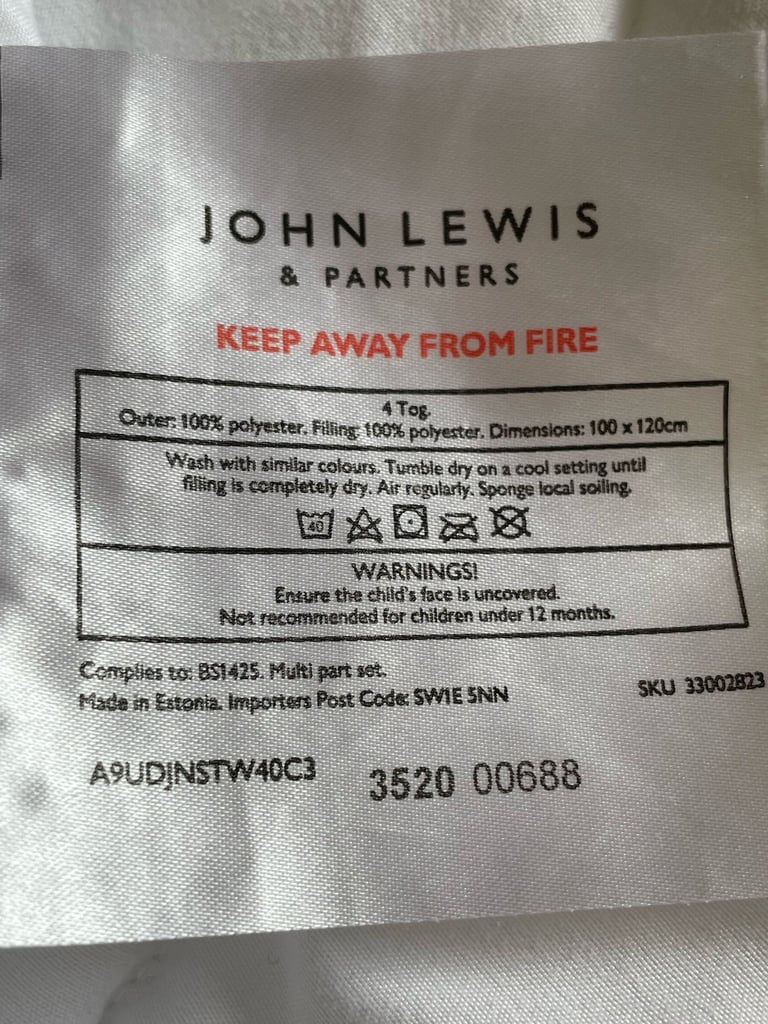 JOHN LEWIS
& PARTNERS
KEEP AWAY FROM FIRE
4 Tog.
Outer: 100% polyester. Filling: 100% polyester. Dimensions: 100 x 120cm
Wash with similar colours. Tumble dry on a cool setting until
filling is completely dry. Air regularly. Sponge local soiling.
40
WARNINGS!
Ensure the child's face is uncovered.
Not recommended for children under 12 months.
Complies to: BS1425. Multi part set.
Made in Estonia. Importers Post Code: SW1E 5NN
SKU 33002823
A9UDJNSTW40C3 3520 00688